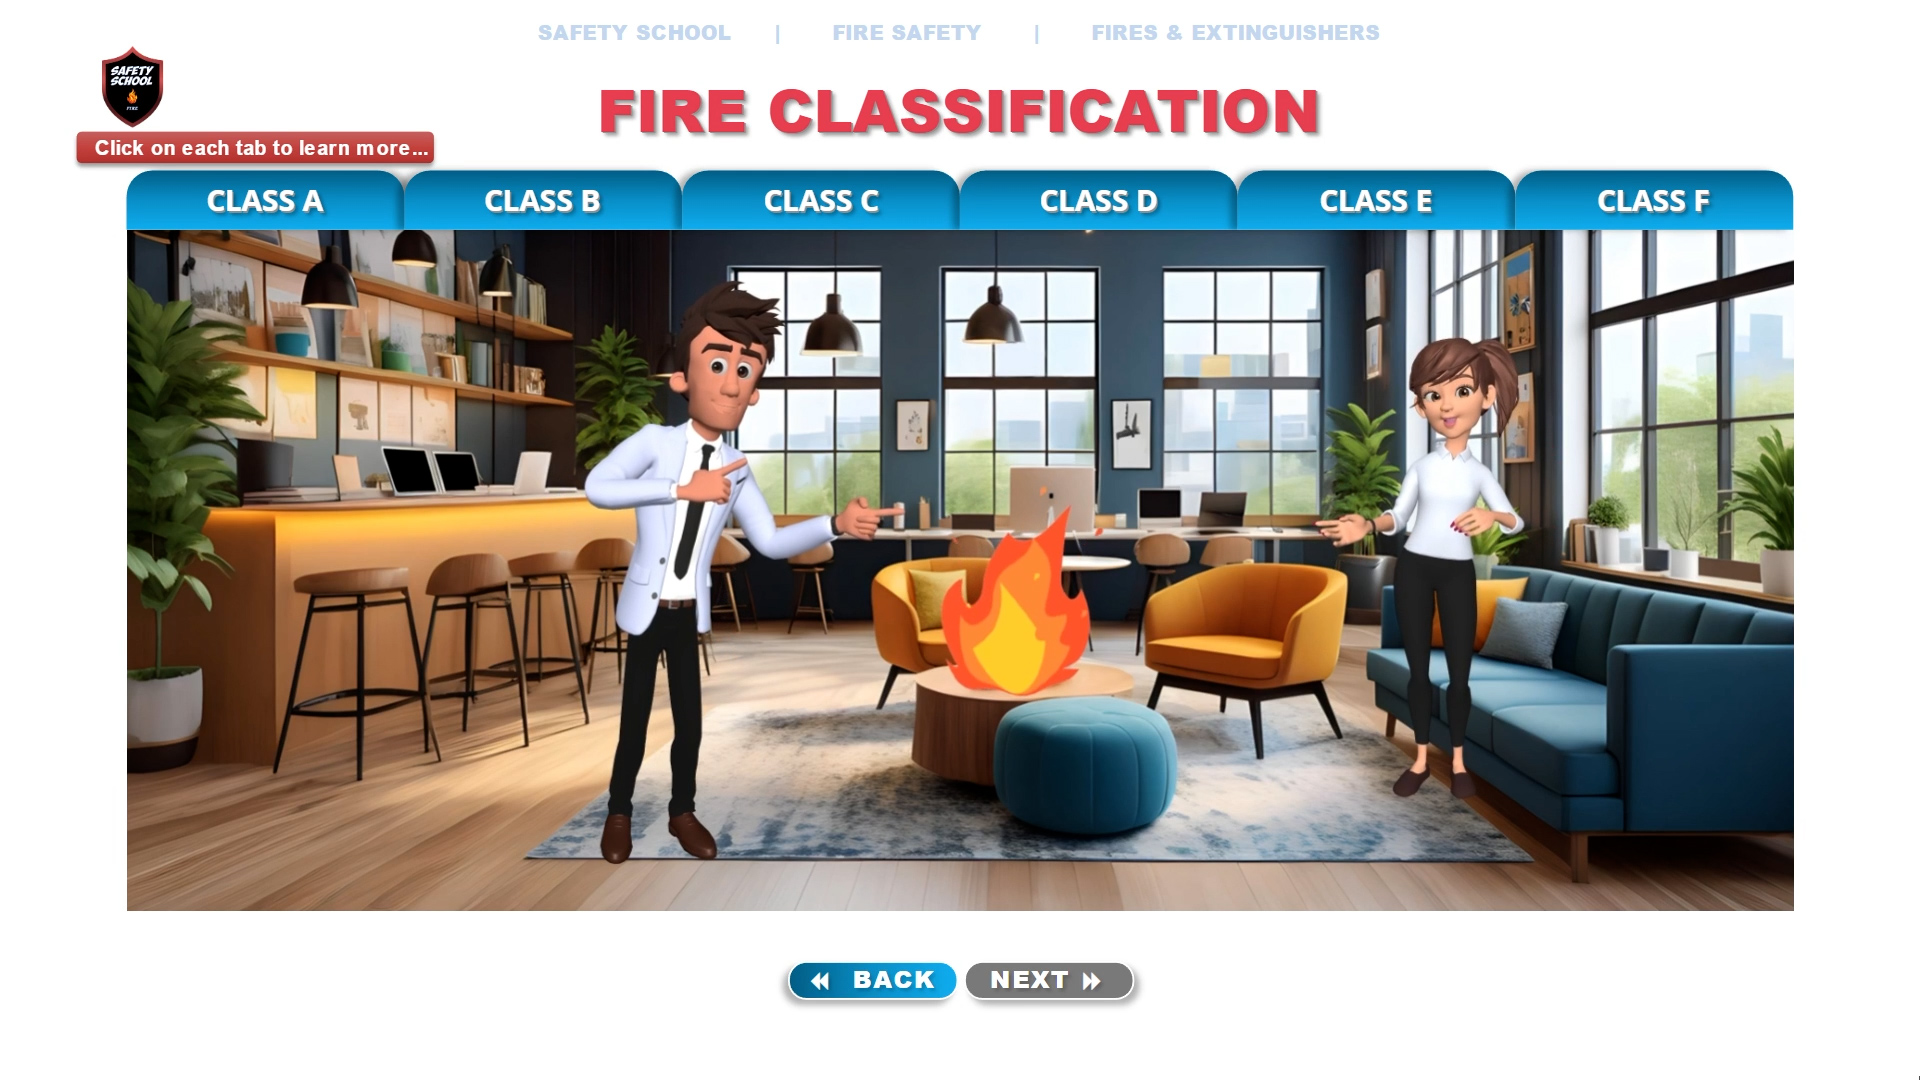 SAFETY SCHOOL | FIRE SAFETY | FIRES & EXTINGUISHERS
SAFETY
SCHOOL
FIRE
FIRE CLASSIFICATION
Click on each tab to learn more...
CLASS A CLASS B CLASS C CLASS D CLASS E CLASS F
BACK NEXT